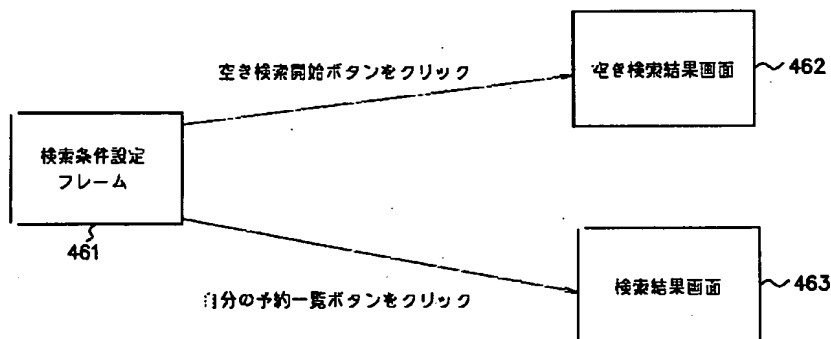 空き検索開始ボタンをクリック
空き検索結果画面
462
検索条件設定
フレーム
461
自分の予約一覧ボタンをクリック
検索結果画面
463